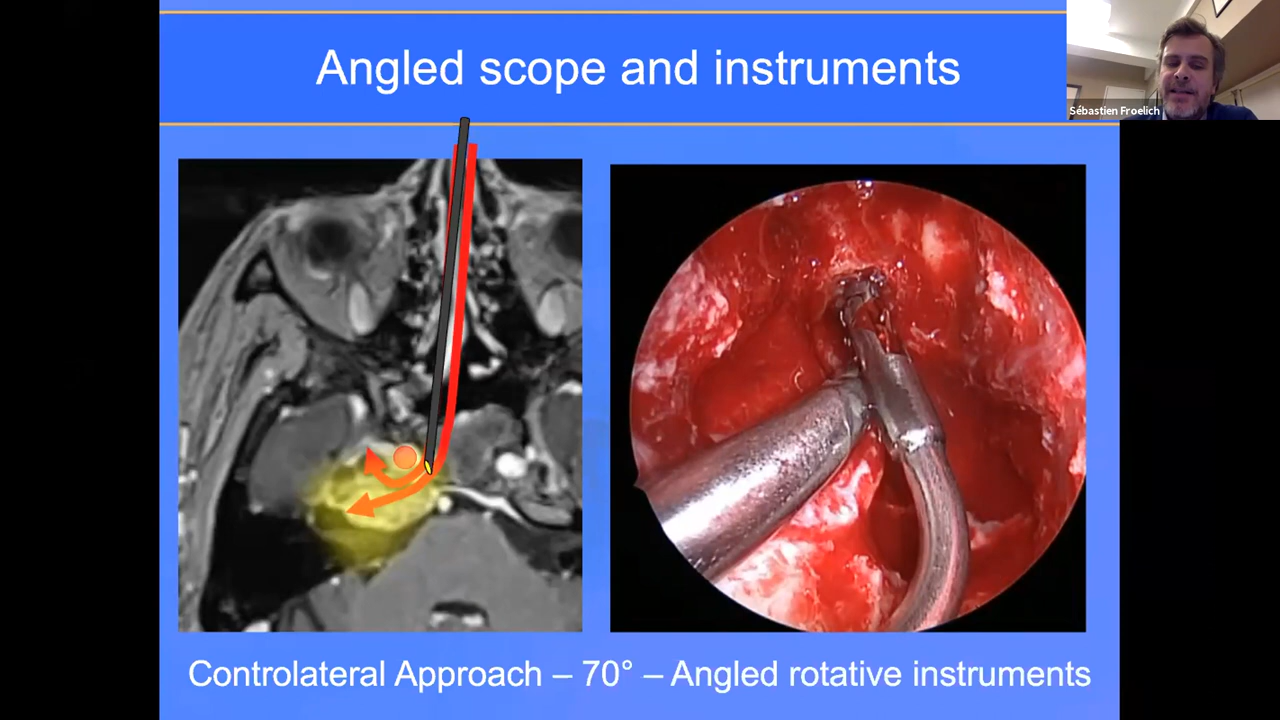 Angled scope and instruments
Sébastien Froelich
Controlateral Approach – 70° – Angled rotative instruments